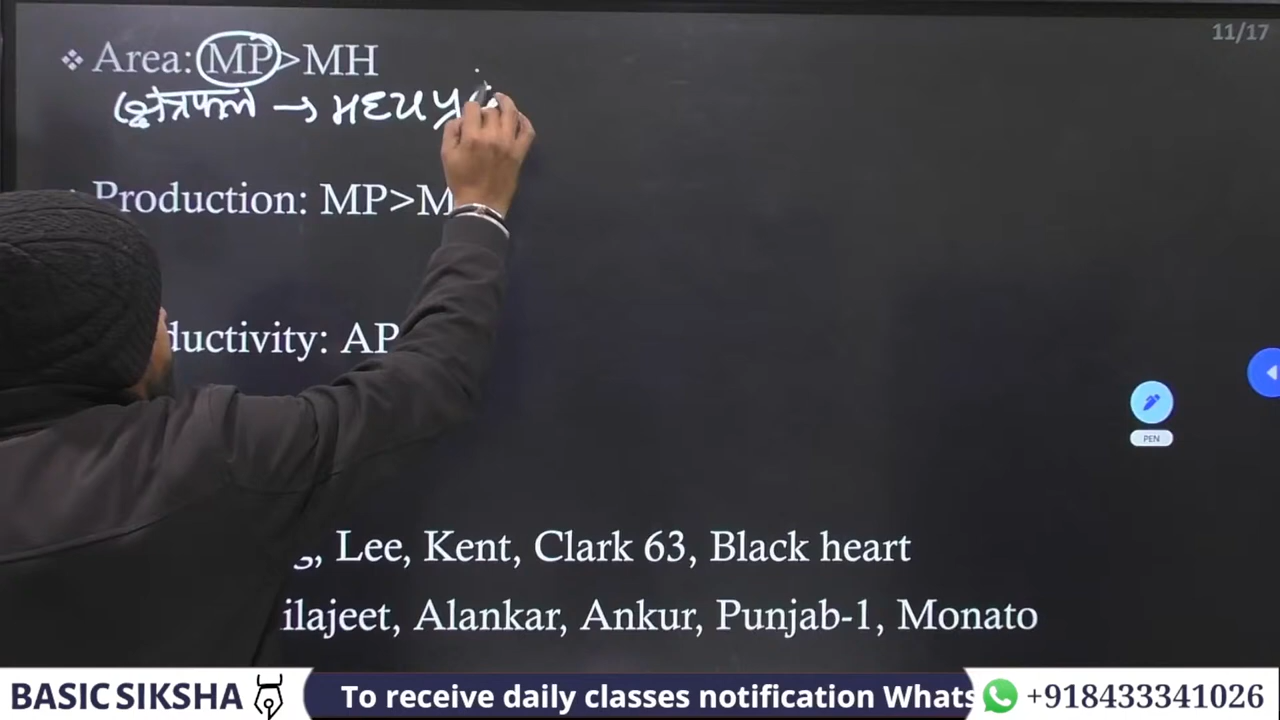 11/17
❖ Area: MP>MH
क्षेत्रफल → मध्य प्र
Production: MP>M
ductivity: AP
, Lee, Kent, Clark 63, Black heart
ilajeet, Alankar, Ankur, Punjab-1, Monato
PEN
BASIC SIKSHA To receive daily classes notification Whats +918433341026